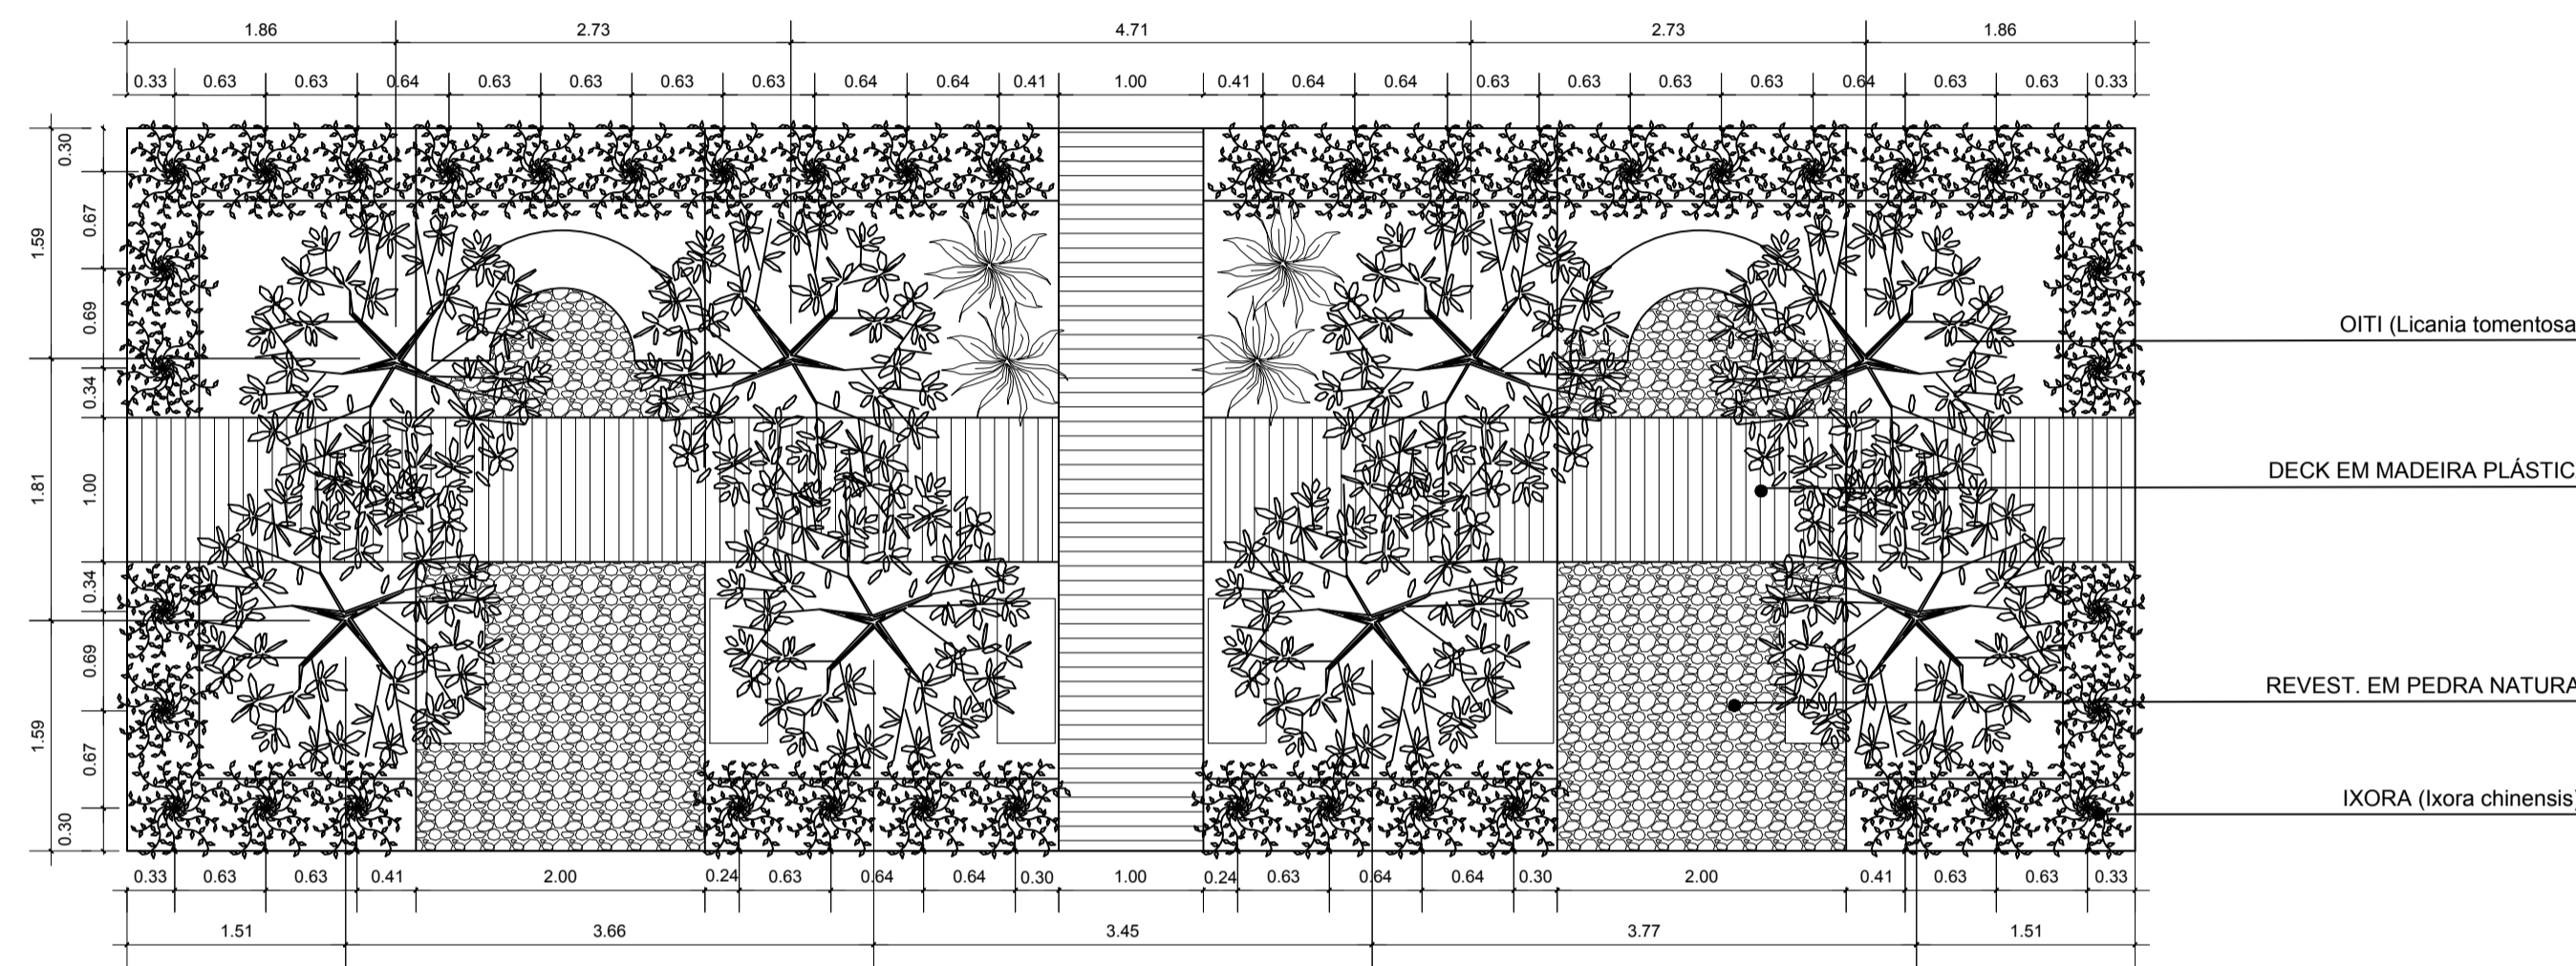 1.86 2.73 4.71 2.73 1.86
0.33 0.63 0.63 0.64 0.63 0.63 0.63 0.63 0.64 0.64 0.41 1.00 0.41 0.64 0.64 0.63 0.63 0.63 0.63 0.64 0.63 0.63 0.33
0.30
0.67
1.59
0.69
0.34
1.81
1.00
0.34
0.69
1.59
0.67
0.30
OITI (Licania tomentosa
DECK EM MADEIRA PLÁSTIC
REVEST. EM PEDRA NATURA
IXORA (Ixora chinensis)
0.33 0.63 0.63 0.41 2.00 0.24 0.63 0.64 0.64 0.30 1.00 0.24 0.63 0.64 0.64 0.30 2.00 0.41 0.63 0.63 0.33
1.51 3.66 3.45 3.77 1.51